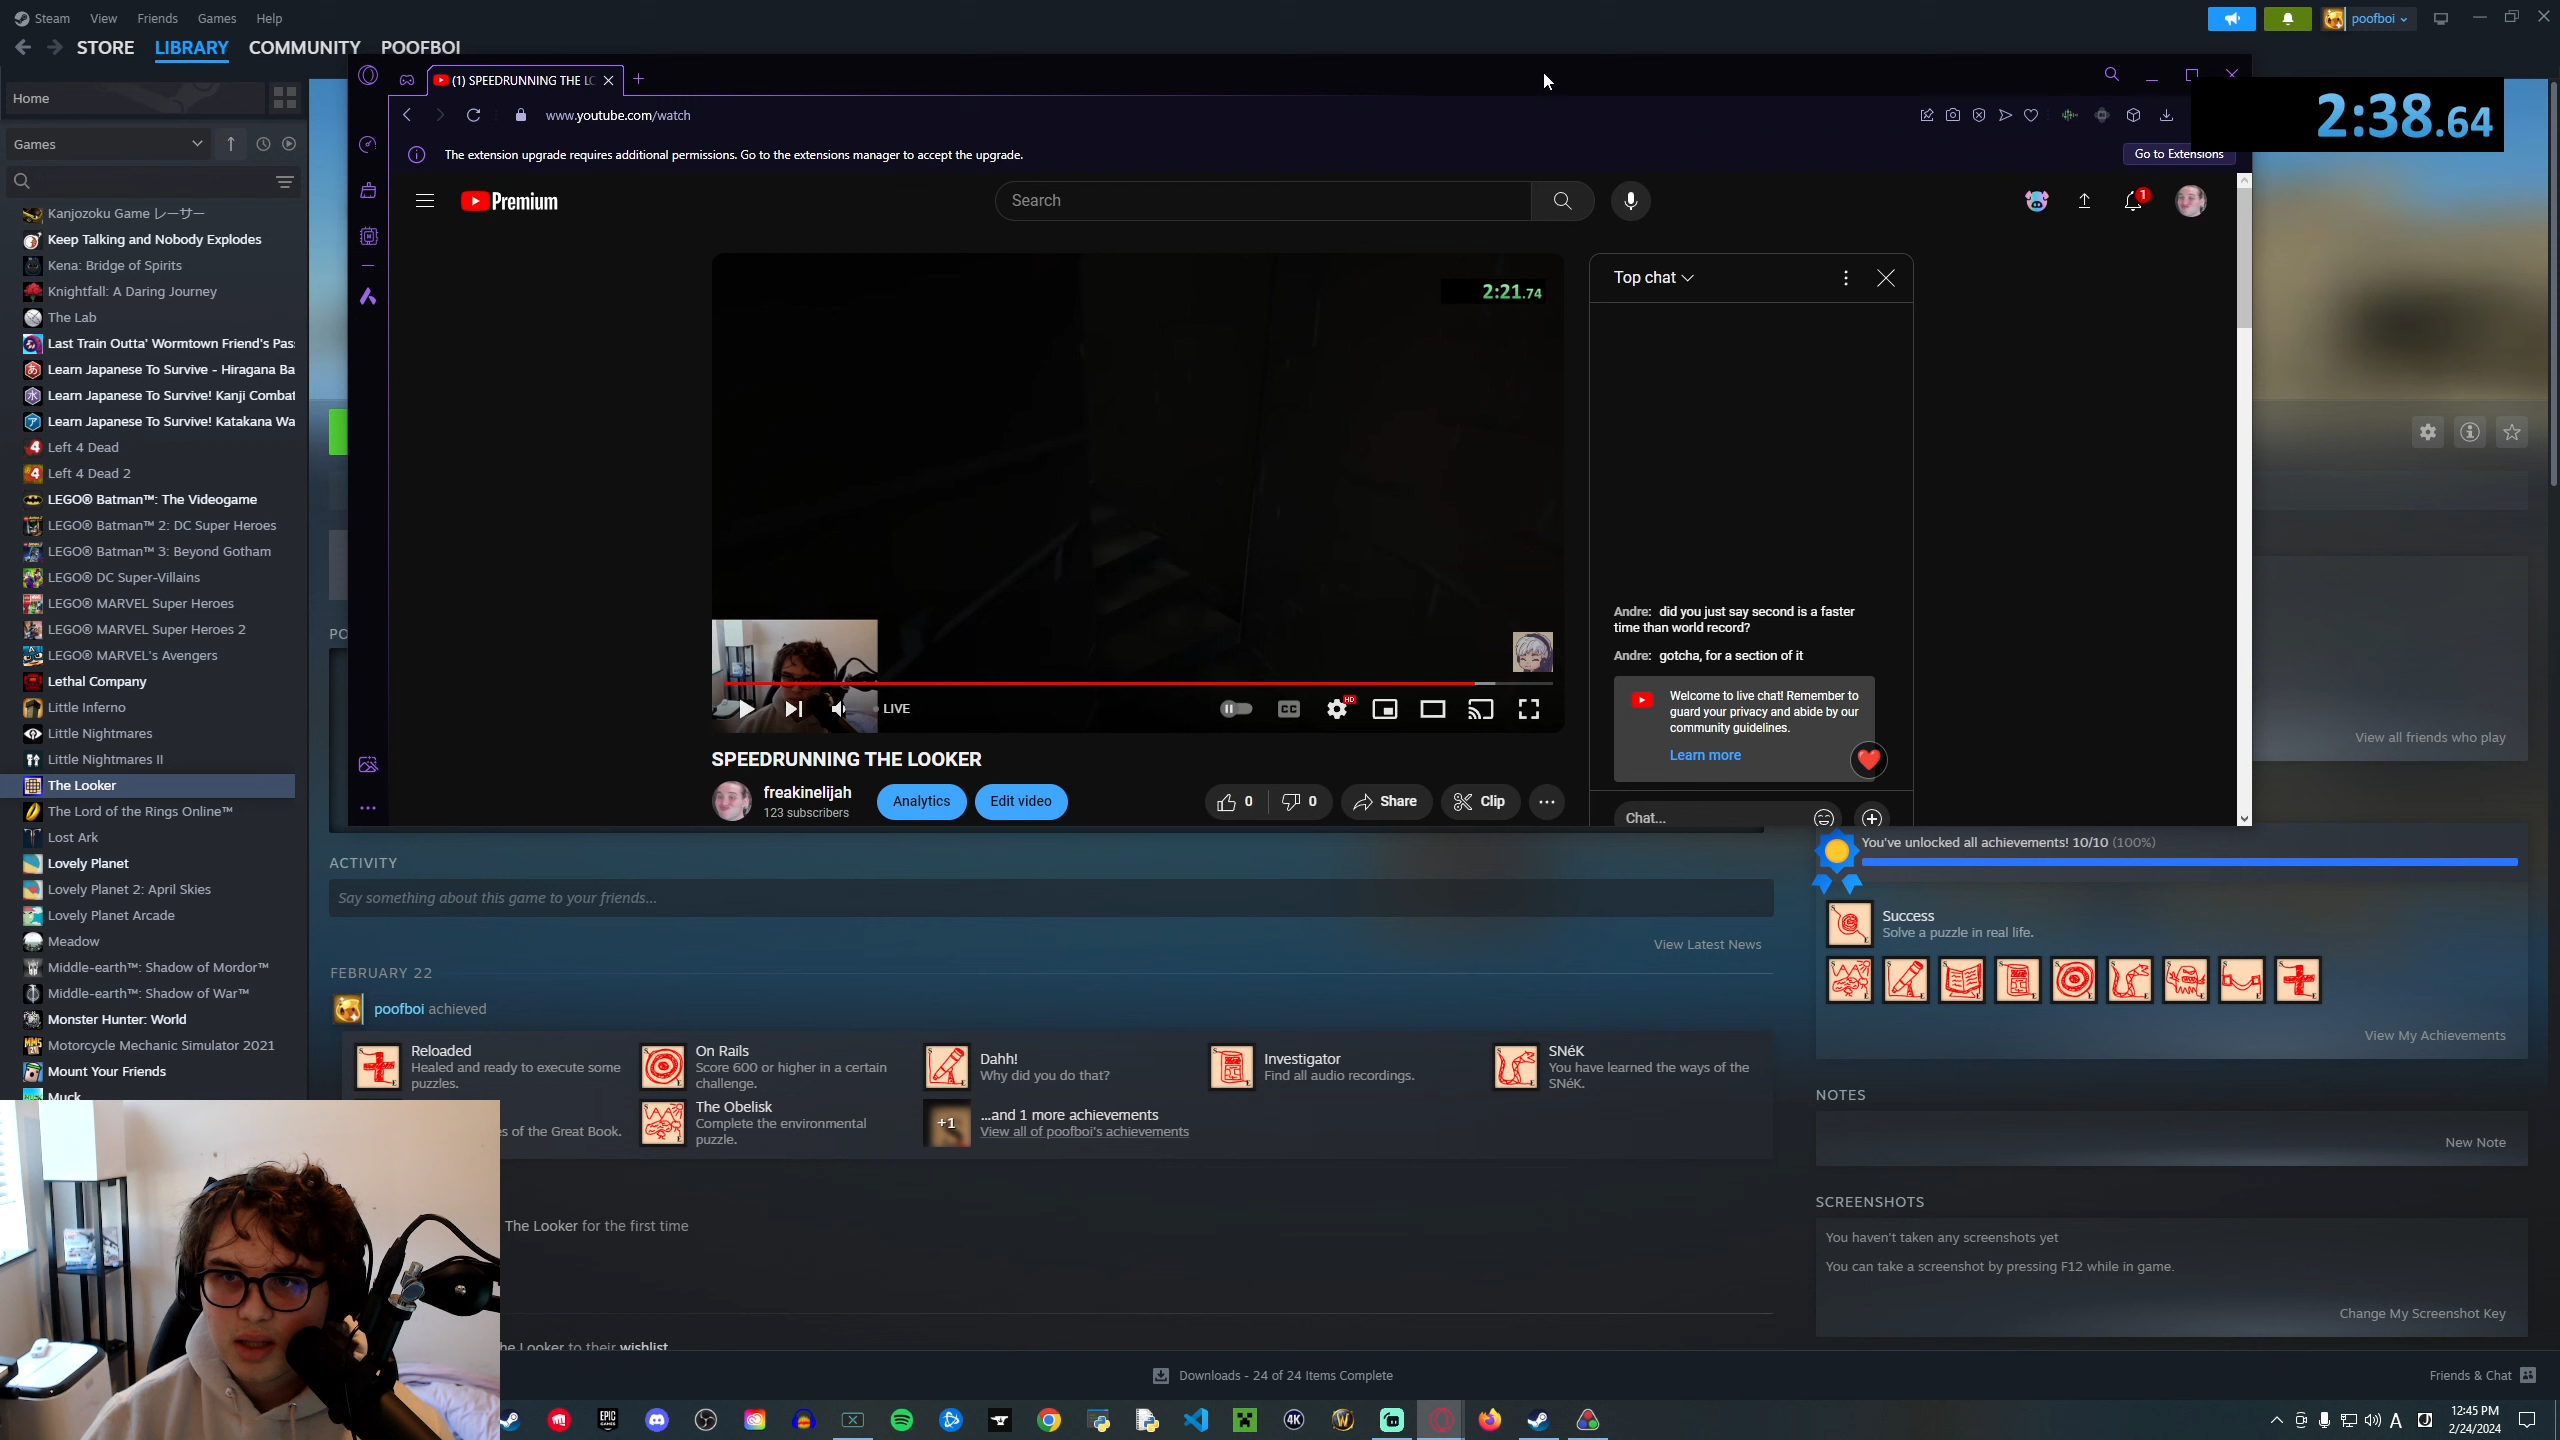 Steam View Friends Games Help
poofboi
STORE LIBRARY COMMUNITY POOFBOI
Home
(1) SPEEDRUNNING THE LO
2:38.64
www.youtube.com/watch
Games
The extension upgrade requires additional permissions. Go to the extensions manager to accept the upgrade.
Go to Extensions
Premium
Search
1
Kanjozoku Game レーサー
Keep Talking and Nobody Explodes
Kena: Bridge of Spirits
Knightfall: A Daring Journey
The Lab
Last Train Outta' Wormtown Friend's Pas
Learn Japanese To Survive - Hiragana Ba
Learn Japanese To Survive! Kanji Combat
Learn Japanese To Survive! Katakana Wa
Left 4 Dead
Left 4 Dead 2
LEGO® Batman™: The Videogame
LEGO® Batman™ 2: DC Super Heroes
LEGO® Batman™ 3: Beyond Gotham
LEGO® DC Super-Villains
LEGO® MARVEL Super Heroes
LEGO® MARVEL Super Heroes 2
LEGO® MARVEL's Avengers
Lethal Company
Little Inferno
Little Nightmares
Little Nightmares II
The Looker
The Lord of the Rings Online™
Lost Ark
Lovely Planet
Lovely Planet 2: April Skies
Lovely Planet Arcade
Meadow
Middle-earth™: Shadow of Mordor™
Middle-earth™: Shadow of War™
Monster Hunter: World
Motorcycle Mechanic Simulator 2021
Mount Your Friends
Muck
2:21.74
LIVE
CC
HD
SPEEDRUNNING THE LOOKER
freakinelijah
123 subscribers
Analytics
Edit video
0
0
Share
Clip
Top chat
Andre: did you just say second is a faster
time than world record?
Andre: gotcha, for a section of it
Welcome to live chat! Remember to
guard your privacy and abide by our
community guidelines.
Learn more
Chat...
PO
View all friends who play
ACTIVITY
Say something about this game to your friends...
View Latest News
FEBRUARY 22
poofboi achieved
Reloaded
Healed and ready to execute some
puzzles.
On Rails
Score 600 or higher in a certain
challenge.
Dahh!
Why did you do that?
Investigator
Find all audio recordings.
SNéK
You have learned the ways of the
SNéK.
s of the Great Book.
The Obelisk
Complete the environmental
puzzle.
+1
...and 1 more achievements
View all of poofboi's achievements
The Looker for the first time
he Looker to their wishlist
You've unlocked all achievements! 10/10 (100%)
Success
Solve a puzzle in real life.
View My Achievements
NOTES
New Note
SCREENSHOTS
You haven't taken any screenshots yet
You can take a screenshot by pressing F12 while in game.
Change My Screenshot Key
Downloads - 24 of 24 Items Complete
Friends & Chat
EPIC
GAMES
4K
A
12:45 PM
2/24/2024